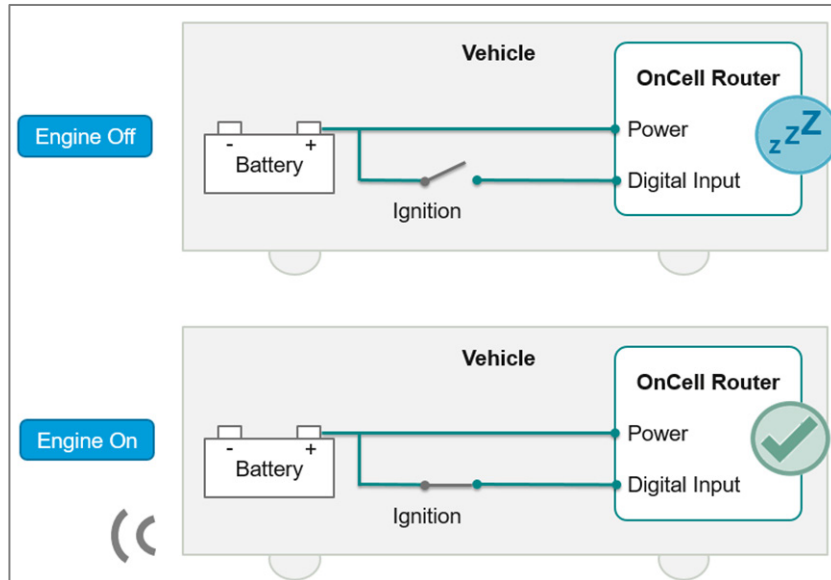 Vehicle
OnCell Router
Engine Off
Power
zzZ
- +
Battery
Digital Input
Ignition
Vehicle
OnCell Router
Engine On
Power
- +
Battery
Digital Input
Ignition